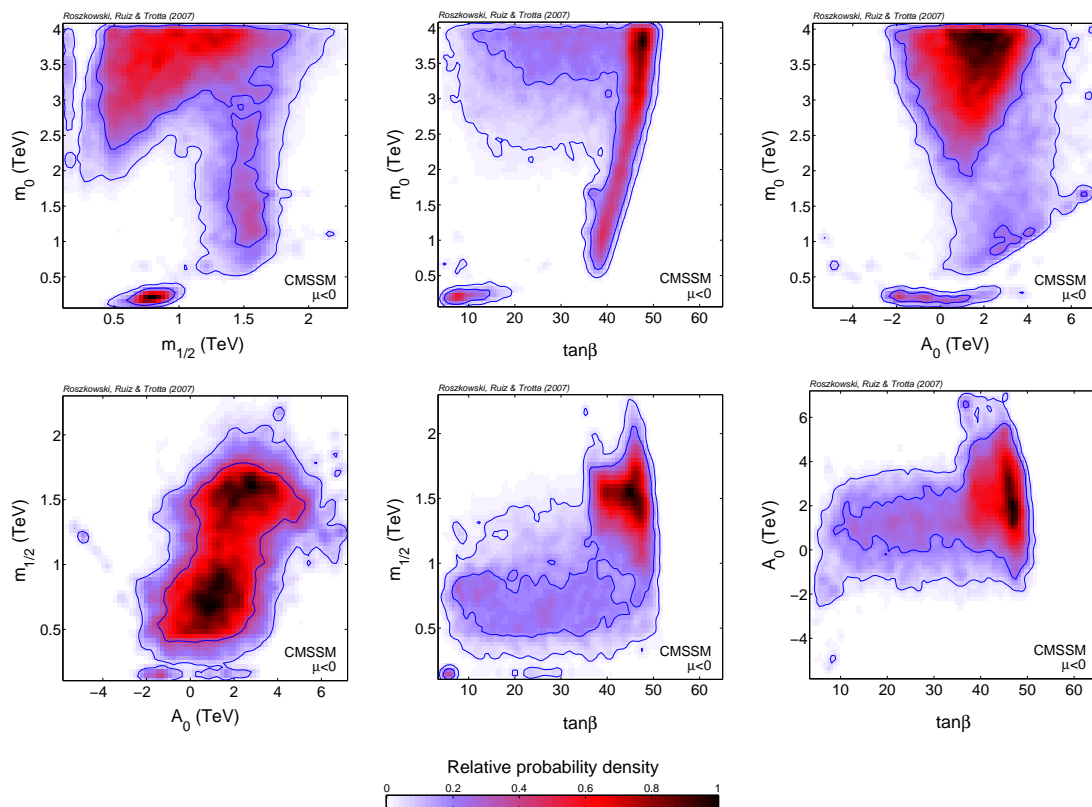 Roszkowski, Ruiz & Trotta (2007)
4
3.5
3
2.5
2
1.5
1
0.5
m0 (TeV)
CMSSM
μ<0
0.5 1 1.5 2
m1/2 (TeV)
Roszkowski, Ruiz & Trotta (2007)
4
3.5
3
2.5
2
1.5
1
0.5
m0 (TeV)
CMSSM
μ<0
10 20 30 40 50 60
tanβ
Roszkowski, Ruiz & Trotta (2007)
4
3.5
3
2.5
2
1.5
1
0.5
m0 (TeV)
CMSSM
μ<0
−4 −2 0 2 4 6
A0 (TeV)
Roszkowski, Ruiz & Trotta (2007)
2
1.5
1
0.5
m1/2 (TeV)
CMSSM
μ<0
−4 −2 0 2 4 6
A0 (TeV)
Roszkowski, Ruiz & Trotta (2007)
2
1.5
1
0.5
m1/2 (TeV)
CMSSM
μ<0
10 20 30 40 50 60
tanβ
Roszkowski, Ruiz & Trotta (2007)
6
4
2
0
−2
−4
A0 (TeV)
CMSSM
μ<0
10 20 30 40 50 60
tanβ
Relative probability density
0 0.2 0.4 0.6 0.8 1